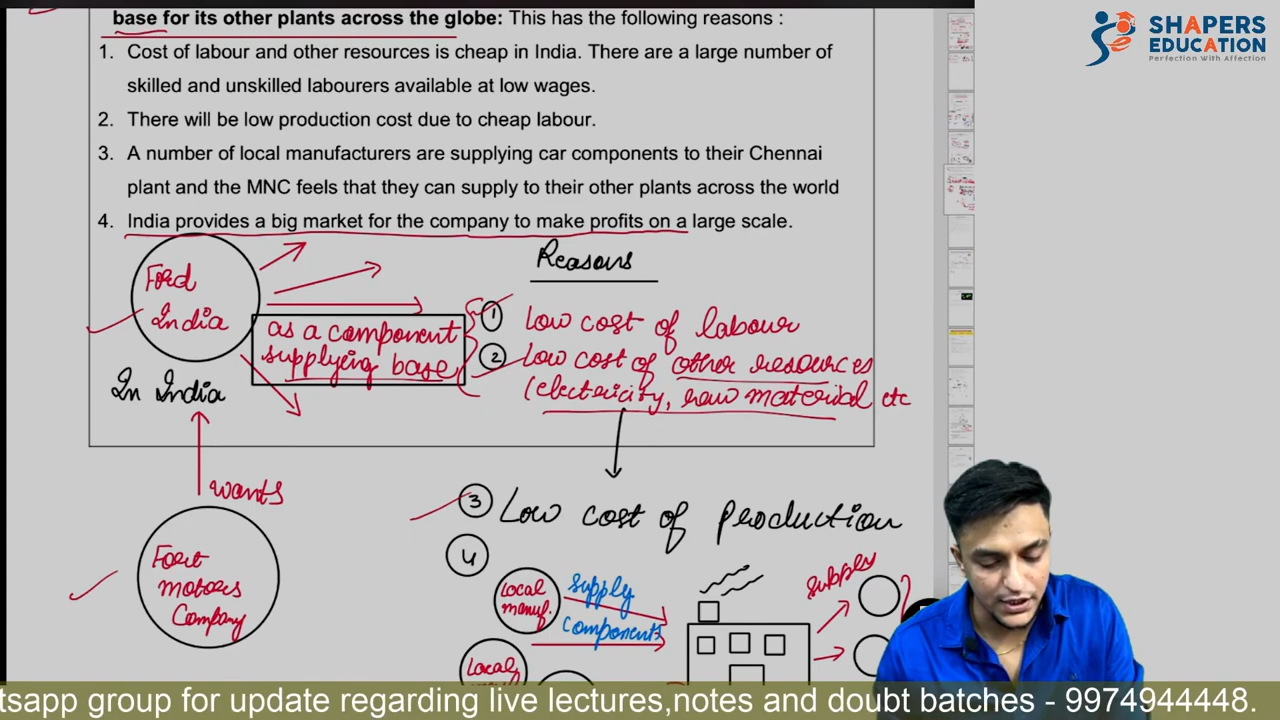 base for its other plants across the globe: This has the following reasons :
SHAPERS
EDUCATION
Perfection With Affection
1. Cost of labour and other resources is cheap in India. There are a large number of
skilled and unskilled labourers available at low wages.
2. There will be low production cost due to cheap labour.
3. A number of local manufacturers are supplying car components to their Chennai
plant and the MNC feels that they can supply to their other plants across the world
4. India provides a big market for the company to make profits on a large scale.
Reasons
Ford
India
as a component
supplying base
In India
1 Low cost of labour
2 Low cost of other resources
(electricity, raw material etc
wants
3 Low cost of production
4
Fort
motors
Company
Local
manuf.
supply
components
supply
Local
tsapp group for update regarding live lectures,notes and doubt batches - 9974944448.